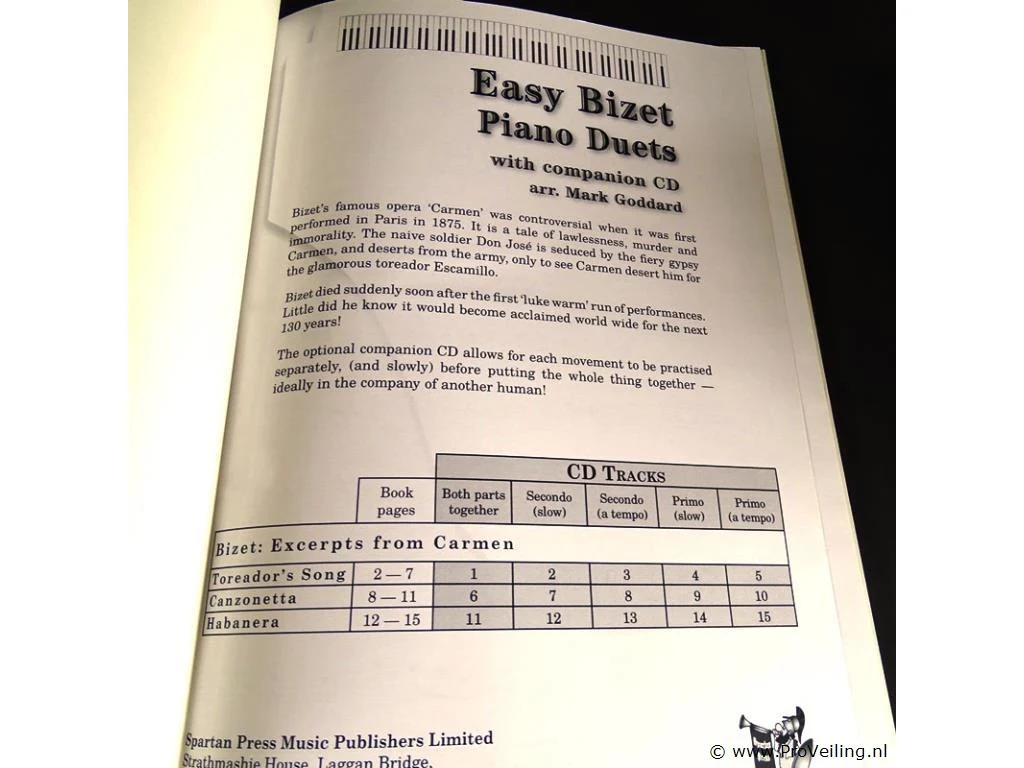 Easy Bizet
Piano Duets
with companion CD
arr. Mark Goddard
Bizet's famous opera 'Carmen' was controversial when it was first
performed in Paris in 1875. It is a tale of lawlessness, murder and
immorality. The naive soldier Don José is seduced by the fiery gypsy
Carmen, and deserts from the army, only to see Carmen desert him for
the glamorous toreador Escamillo.
Bizet died suddenly soon after the first 'luke warm' run of performances.
Little did he know it would become acclaimed world wide for the next
130 years!
The optional companion CD allows for each movement to be practised
separately, (and slowly) before putting the whole thing together —
ideally in the company of another human!
CD TRACKS
Book pages Both parts together Secondo (slow) Secondo (a tempo) Primo (slow) Primo (a tempo)
Bizet: Excerpts from Carmen
Toreador's Song 2 — 7 1 2 3 4 5
Canzonetta 8 — 11 6 7 8 9 10
Habanera 12 — 15 11 12 13 14 15
Spartan Press Music Publishers Limited
Strathmashie House, Laggan Bridge,
© www.ProVeiling.nl